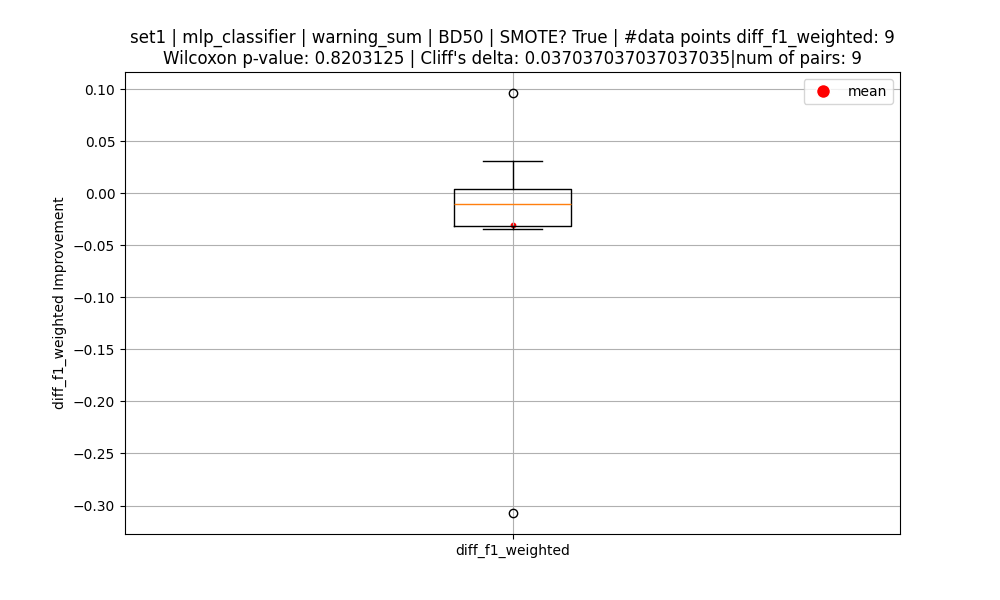 set1 | mlp_classifier | warning_sum | BD50 | SMOTE? True | #data points diff_f1_weighted: 9
Wilcoxon p-value: 0.8203125 | Cliff's delta: 0.037037037037037035|num of pairs: 9
mean
0.10
0.05
0.00
−0.05
−0.10
−0.15
−0.20
−0.25
−0.30
diff_f1_weighted Improvement
diff_f1_weighted